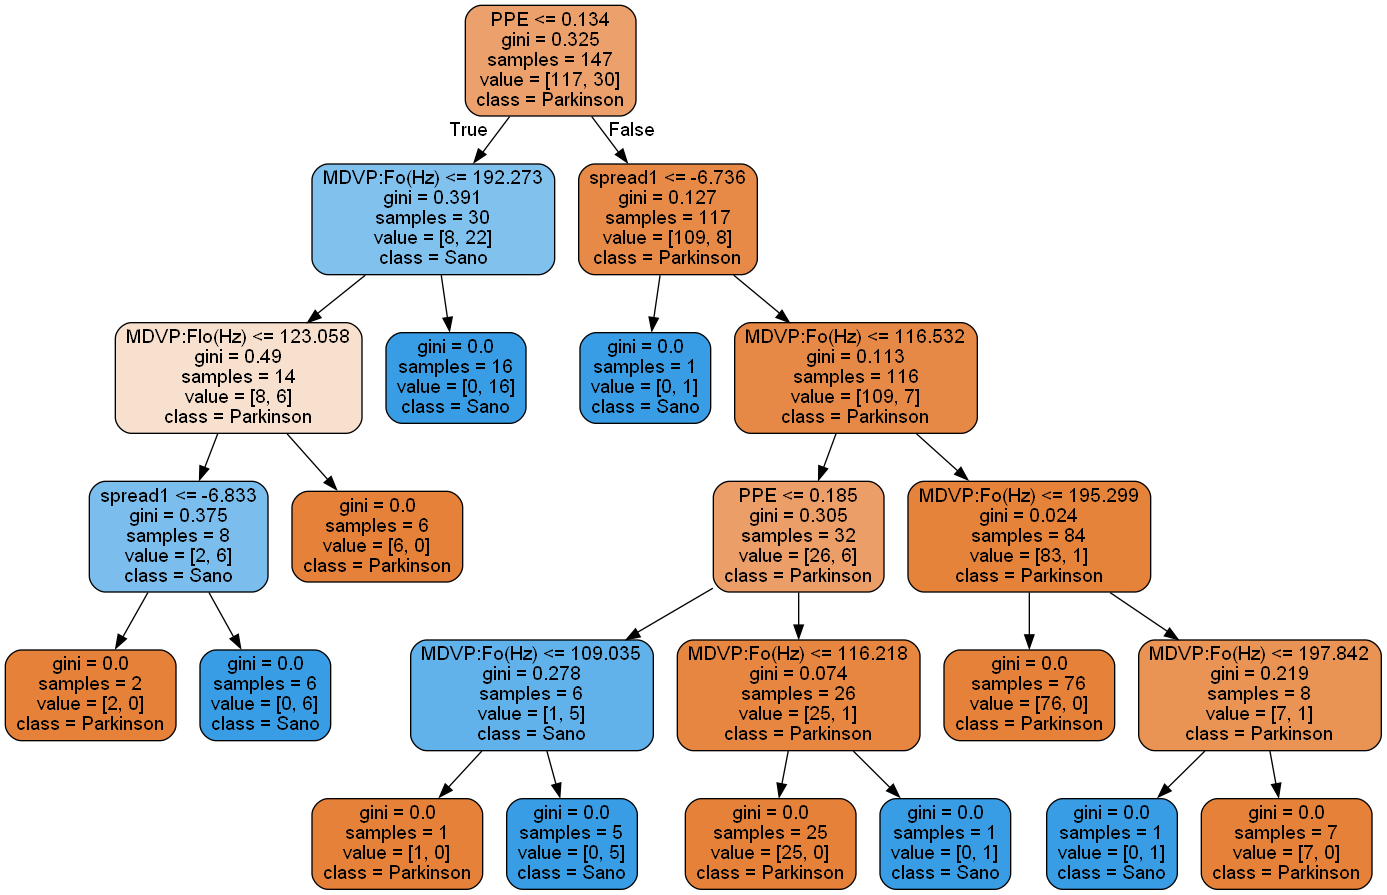 PPE <= 0.134
gini = 0.325
samples = 147
value = [117, 30]
class = Parkinson
True
False
MDVP:Fo(Hz) <= 192.273
gini = 0.391
samples = 30
value = [8, 22]
class = Sano
spread1 <= -6.736
gini = 0.127
samples = 117
value = [109, 8]
class = Parkinson
MDVP:Flo(Hz) <= 123.058
gini = 0.49
samples = 14
value = [8, 6]
class = Parkinson
gini = 0.0
samples = 16
value = [0, 16]
class = Sano
gini = 0.0
samples = 1
value = [0, 1]
class = Sano
MDVP:Fo(Hz) <= 116.532
gini = 0.113
samples = 116
value = [109, 7]
class = Parkinson
spread1 <= -6.833
gini = 0.375
samples = 8
value = [2, 6]
class = Sano
gini = 0.0
samples = 6
value = [6, 0]
class = Parkinson
PPE <= 0.185
gini = 0.305
samples = 32
value = [26, 6]
class = Parkinson
MDVP:Fo(Hz) <= 195.299
gini = 0.024
samples = 84
value = [83, 1]
class = Parkinson
gini = 0.0
samples = 2
value = [2, 0]
class = Parkinson
gini = 0.0
samples = 6
value = [0, 6]
class = Sano
MDVP:Fo(Hz) <= 109.035
gini = 0.278
samples = 6
value = [1, 5]
class = Sano
MDVP:Fo(Hz) <= 116.218
gini = 0.074
samples = 26
value = [25, 1]
class = Parkinson
gini = 0.0
samples = 76
value = [76, 0]
class = Parkinson
MDVP:Fo(Hz) <= 197.842
gini = 0.219
samples = 8
value = [7, 1]
class = Parkinson
gini = 0.0
samples = 1
value = [1, 0]
class = Parkinson
gini = 0.0
samples = 5
value = [0, 5]
class = Sano
gini = 0.0
samples = 25
value = [25, 0]
class = Parkinson
gini = 0.0
samples = 1
value = [0, 1]
class = Sano
gini = 0.0
samples = 1
value = [0, 1]
class = Sano
gini = 0.0
samples = 7
value = [7, 0]
class = Parkinson